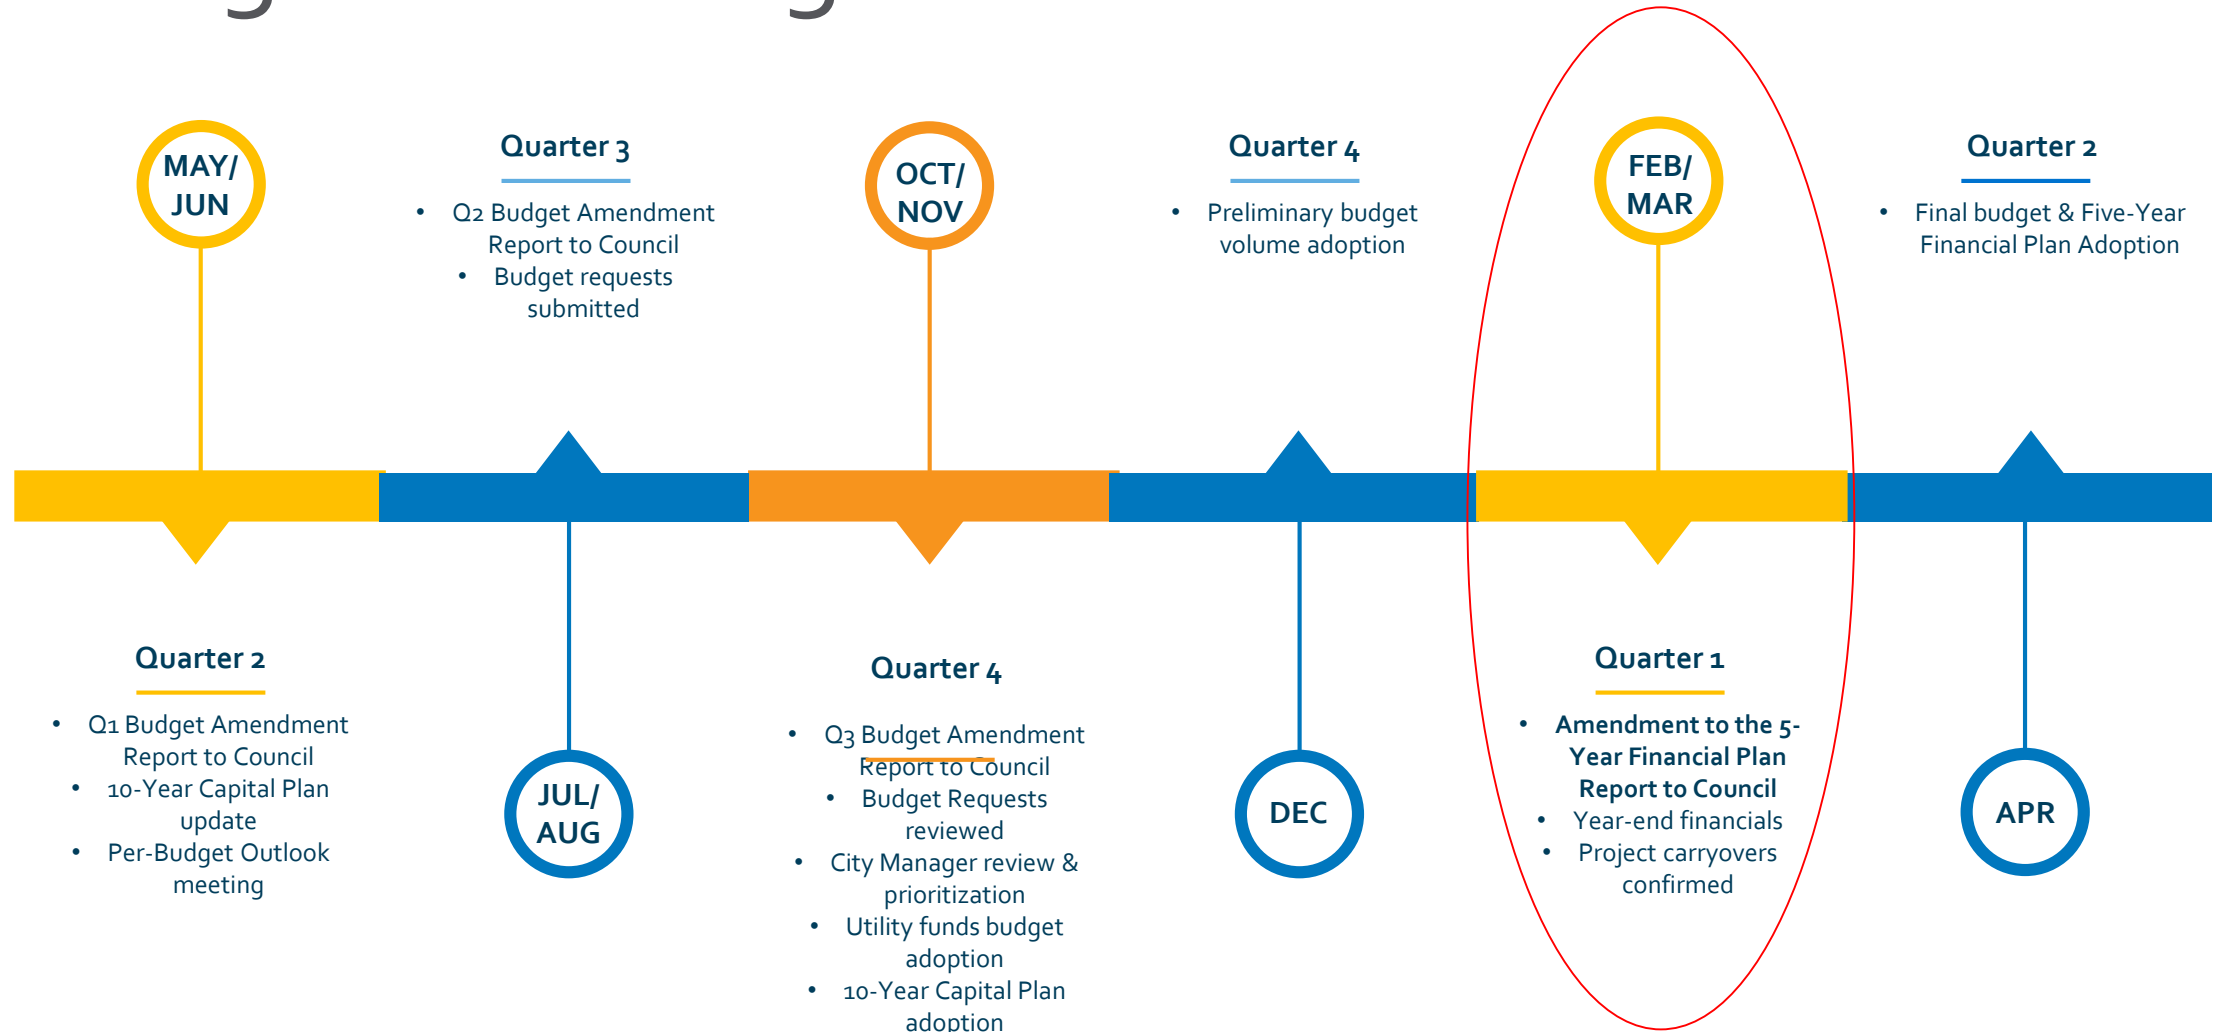 MAY/
JUN
Quarter 2
• Q1 Budget Amendment
Report to Council
• 10-Year Capital Plan
update
• Per-Budget Outlook
meeting
Quarter 3
• Q2 Budget Amendment
Report to Council
• Budget requests
submitted
JUL/
AUG
OCT/
NOV
Quarter 4
• Q3 Budget Amendment
Report to Council
• Budget Requests
reviewed
• City Manager review &
prioritization
• Utility funds budget
adoption
• 10-Year Capital Plan
adoption
Quarter 4
• Preliminary budget
volume adoption
DEC
FEB/
MAR
Quarter 1
• Amendment to the 5-
Year Financial Plan
Report to Council
• Year-end financials
• Project carryovers
confirmed
Quarter 2
• Final budget & Five-Year
Financial Plan Adoption
APR